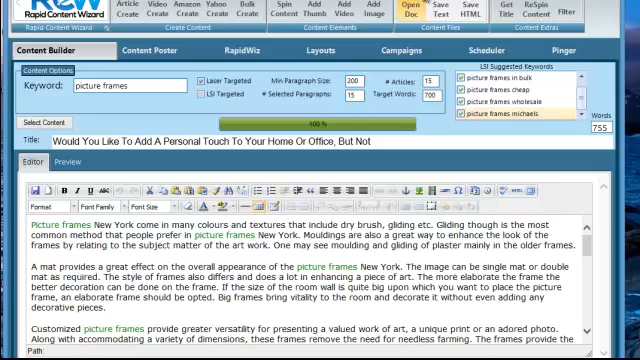 RCW
Rapid Content Wizard
Article Create
Video Create
Amazon Create
Yahoo Create
Bulk Create
Spin Content
Add Thumb
Add Video
Add Image
Open Doc
Save Text
Save HTML
Get Title
ReSpin Content
Filter
Rapid Content Wizard
Create Content
Content Extras
Content Files
Content Extras
Content Builder
Content Poster
RapidWiz
Layouts
Campaigns
Scheduler
Pinger
Content Options
Keyword:
picture frames
Laser Targeted
LSI Targeted
Min Paragraph Size:
200
# Selected Paragraphs:
15
# Articles:
15
Target Words:
700
LSI Suggested Keywords
picture frames in bulk
picture frames cheap
picture frames wholesale
picture frames michaels
Words
755
Select Content
100 %
Title:
Would You Like To Add A Personal Touch To Your Home Or Office, But Not
Editor
Preview
Format
Font Family
Font Size
Picture frames New York come in many colours and textures that include dry brush, gliding etc. Gliding though is the most
common method that people prefer in picture frames New York. Mouldings are also a great way to enhance the look of the
frames by relating to the subject matter of the art work. One may see moulding and gliding of plaster mainly in the older frames.
A mat provides a great effect on the overall appearance of the picture frames New York. The image can be single mat or double
mat as required. The style of frames also differs and does a lot in enhancing a piece of art. The more elaborate the frame the
better decoration can be done on the frame. If the size of the room wall is quite big upon which you want to place the picture
frame, an elaborate frame should be opted. Big frames bring vitality to the room and decorate it without even adding any
decorative pieces.
Customized picture frames provide greater versatility for presenting a valued work of art, a unique print or an adored photo.
Along with accommodating a variety of dimensions, these frames remove the need for needless farming. The frames provide the
Path: